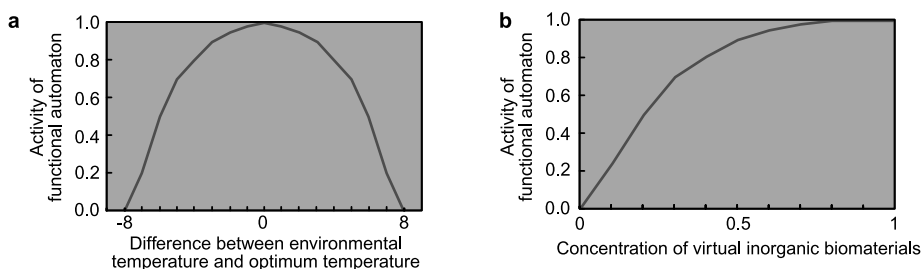 a
Activity of
functional automaton
1.0
0.8
0.6
0.4
0.2
0.0
-8
0
8
Difference between environmental
temperature and optimum temperature
b
Activity of
functional automaton
1.0
0.8
0.6
0.4
0.2
0.0
0
0.5
1
Concentration of virtual inorganic biomaterials